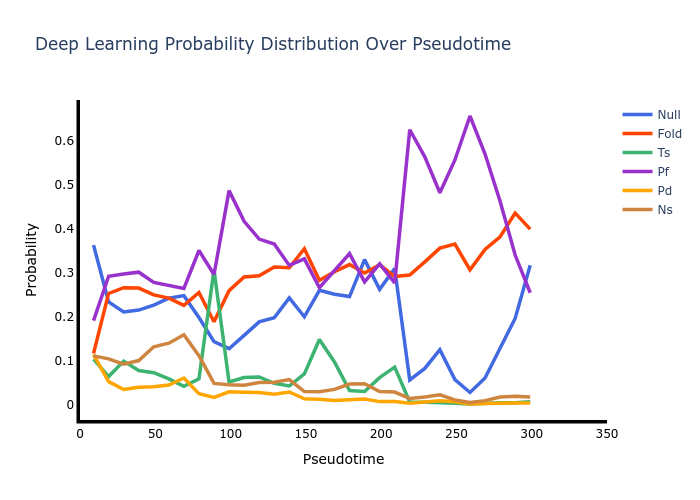 Deep Learning Probability Distribution Over Pseudotime
Null
Fold
Ts
Pf
Pd
Ns
Probability
0.6
0.5
0.4
0.3
0.2
0.1
0
0 50 100 150 200 250 300 350
Pseudotime